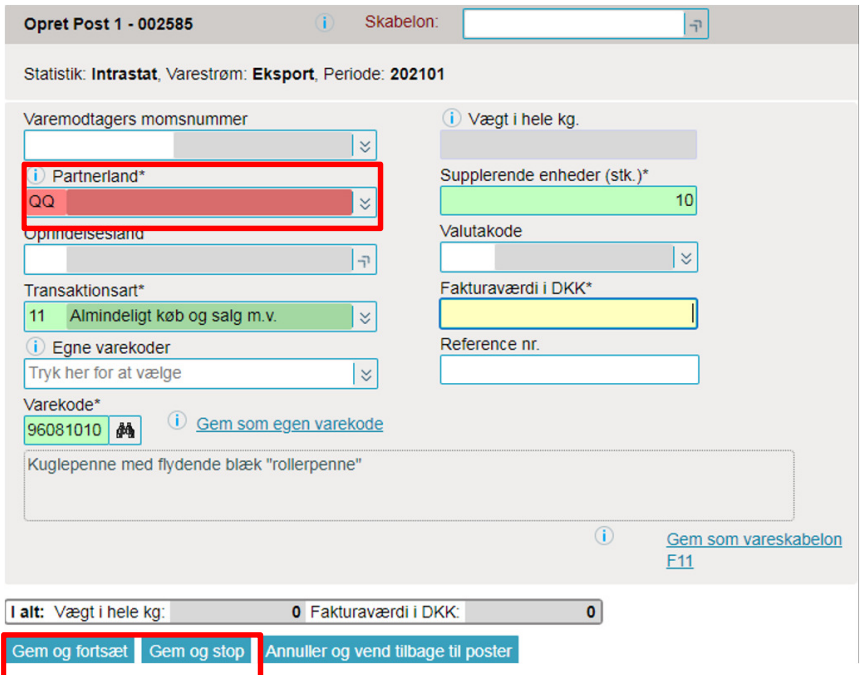 Opret Post 1 - 002585
Skabelon:
Statistik: Intrastat, Varestrøm: Eksport, Periode: 202101
Varemodtagers momsnummer
Vægt i hele kg.
Partnerland*
Supplerende enheder (stk.)*
QQ
10
Oprindelsesland
Valutakode
Transaktionsart*
Fakturaværdi i DKK*
11 Almindeligt køb og salg m.v.
Egne varekoder
Reference nr.
Tryk her for at vælge
Varekode*
96081010
Gem som egen varekode
Kuglepenne med flydende blæk "rollerpenne"
Gem som vareskabelon
F11
I alt: Vægt i hele kg: 0 Fakturaværdi i DKK: 0
Gem og fortsæt Gem og stop Annuller og vend tilbage til poster